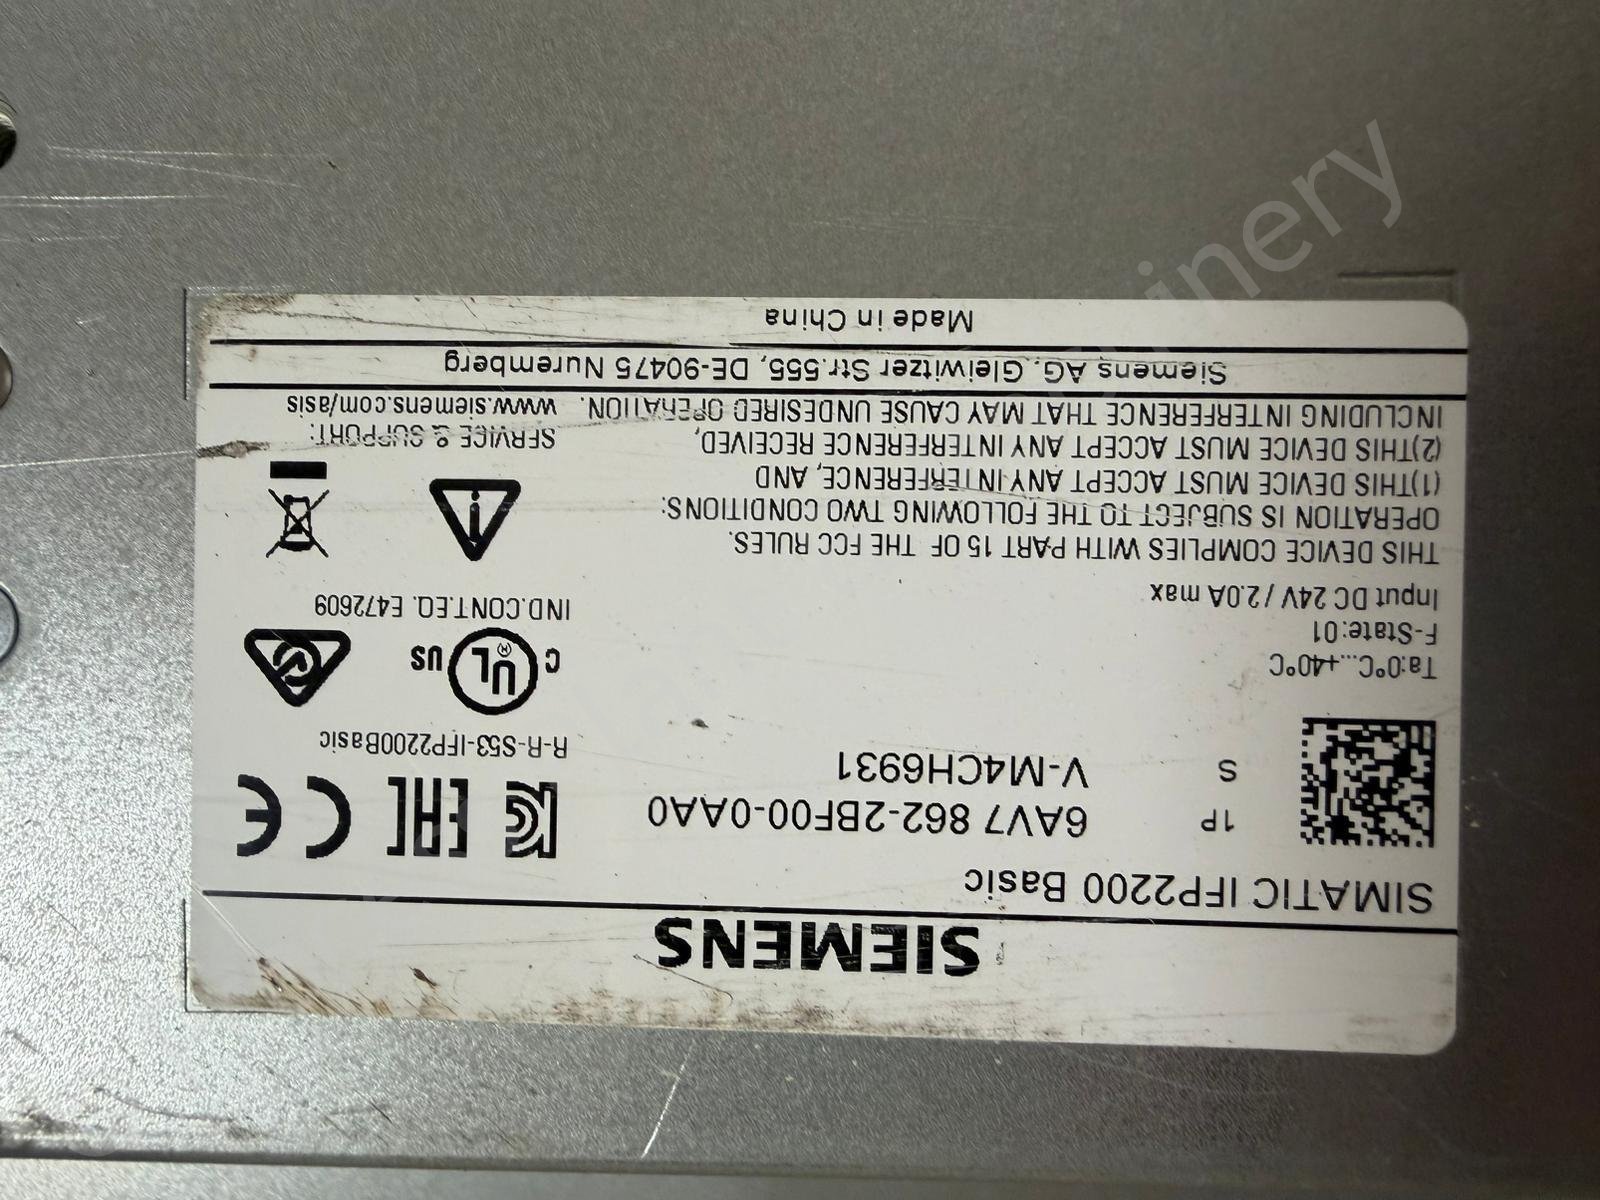 SIEMENS
SIMATIC IFP2200 Basic
1P 6AV7 862-2BF00-0AA0
S V-M4CH6931
R-R-S53-IFP2200Basic
Ta:0°C...+40°C
F-State:01
Input DC 24V / 2.0A max
C UL® US
IND.CONT.EQ. E472609
THIS DEVICE COMPLIES WITH PART 15 OF THE FCC RULES.
OPERATION IS SUBJECT TO THE FOLLOWING TWO CONDITIONS:
(1)THIS DEVICE MUST ACCEPT ANY INTERFERENCE, AND
(2)THIS DEVICE MUST ACCEPT ANY INTERFERENCE RECEIVED,
INCLUDING INTERFERENCE THAT MAY CAUSE UNDESIRED OPERATION.
SERVICE & SUPPORT:
www.siemens.com/asis
Siemens AG, Gleiwitzer Str.555, DE-90475 Nuremberg
Made in China